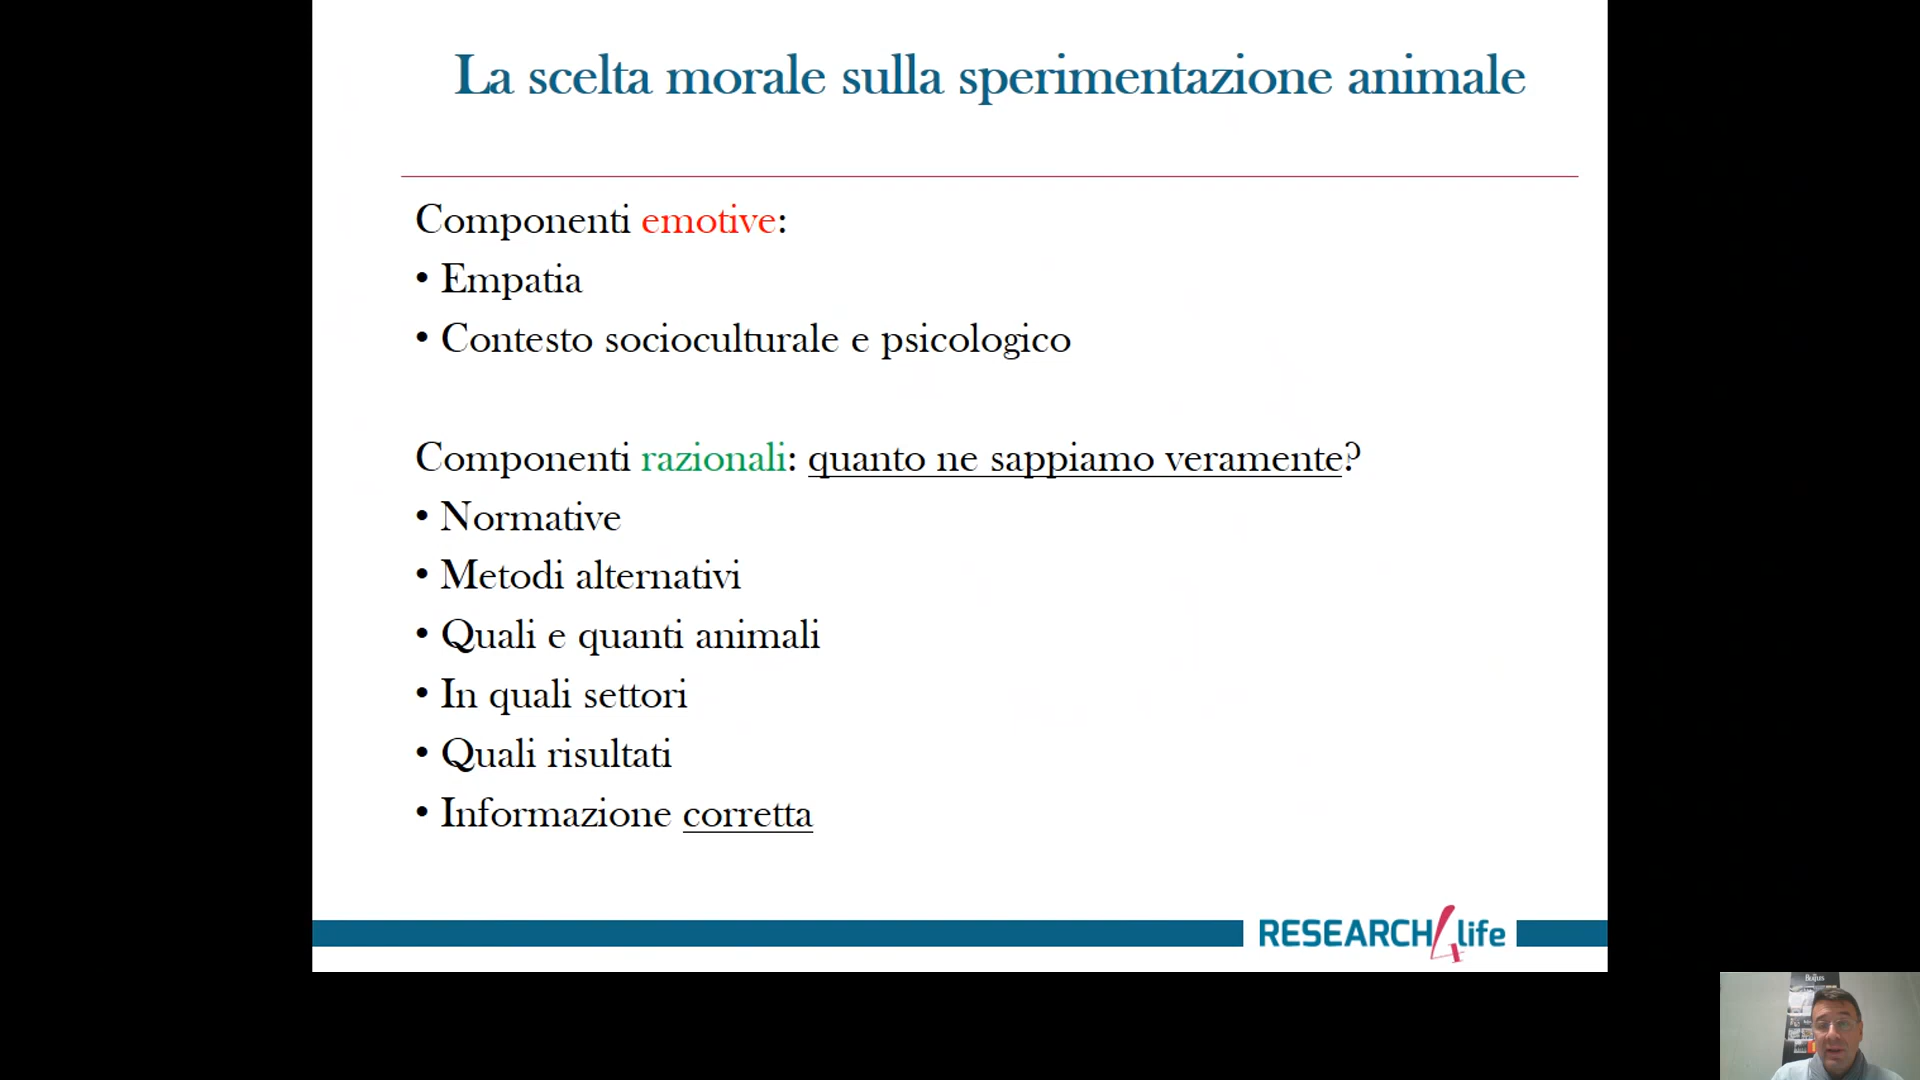 La scelta morale sulla sperimentazione animale
Componenti emotive:
• Empatia
• Contesto socioculturale e psicologico
Componenti razionali: quanto ne sappiamo veramente?
• Normative
• Metodi alternativi
• Quali e quanti animali
• In quali settori
• Quali risultati
• Informazione corretta
RESEARCH4life